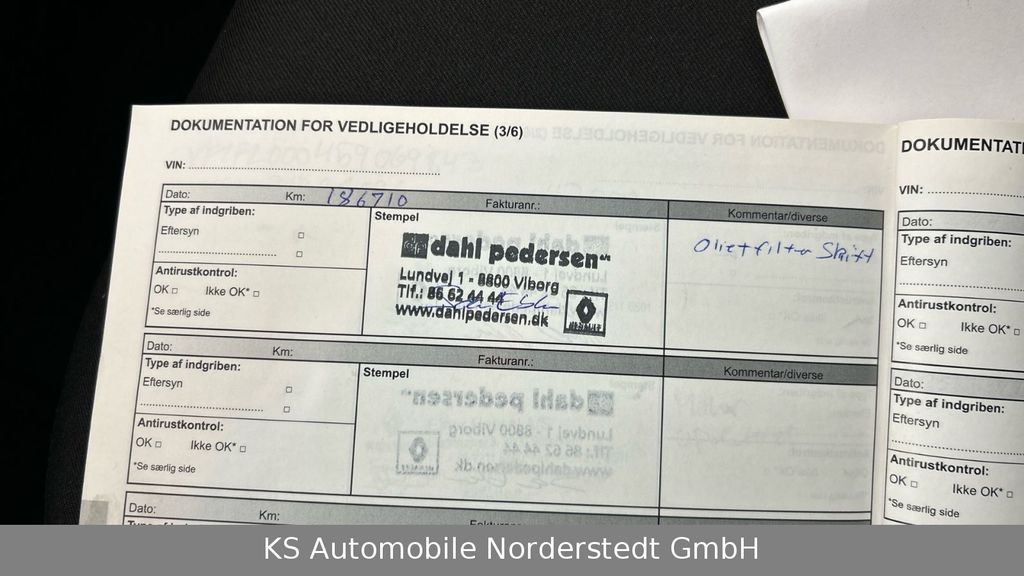 DOKUMENTATION FOR VEDLIGEHOLDELSE (3/6)
VIN:
Dato: Km: 186710 Fakturanr.: Kommentar/diverse
Type af indgriben:
Eftersyn
Antirustkontrol:
OK Ikke OK*
*Se særlig side
Stempel
dahl pedersen
Lundvej 1 - 8800 Viborg
Tlf.: 86 62 44 44
www.dahlpedersen.dk
Skift
Dato: Km: Fakturanr.: Kommentar/diverse
Type af indgriben:
Eftersyn
Antirustkontrol:
OK Ikke OK*
*Se særlig side
Stempel
Dato: Km:
DOKUMENTATI
VIN:
Dato:
Type af indgriben:
Eftersyn
Antirustkontrol:
OK Ikke OK*
*Se særlig side
Dato:
Type af indgriben:
Eftersyn
Antirustkontrol:
OK Ikke OK*
*Se særlig side
KS Automobile Norderstedt GmbH